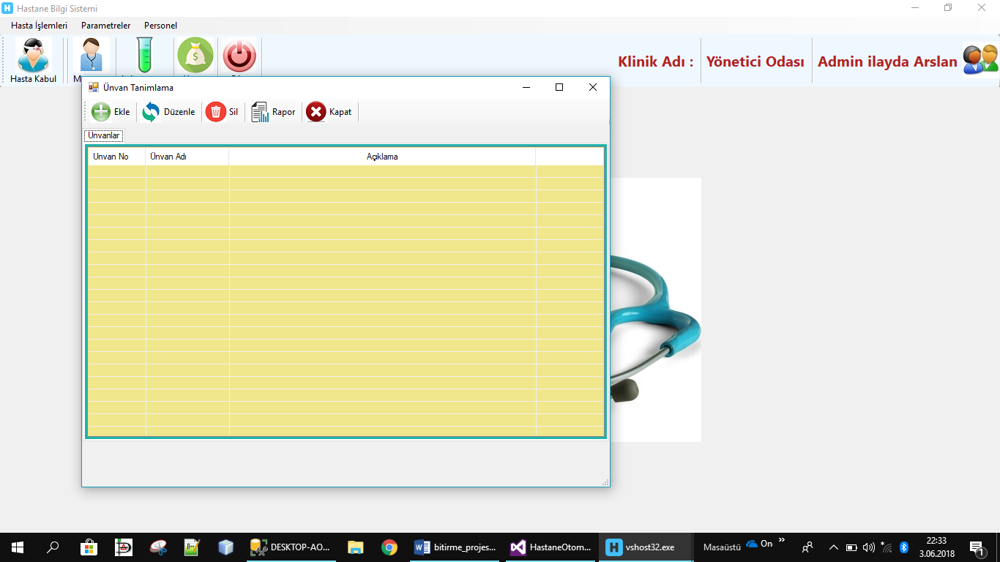 Hastane Bilgi Sistemi
Hasta İşlemleri Parametreler Personel
Hasta Kabul
Klinik Adı : Yönetici Odası Admin ilayda Arslan
Ünvan Tanimlama
Ekle Düzenle Sil Rapor Kapat
Ünvanlar
Unvan No Ünvan Adı Açıklama
DESKTOP-AO... bitirme_projes... HastaneOtom... vshost32.exe Masaüstü On 22:33
3.06.2018